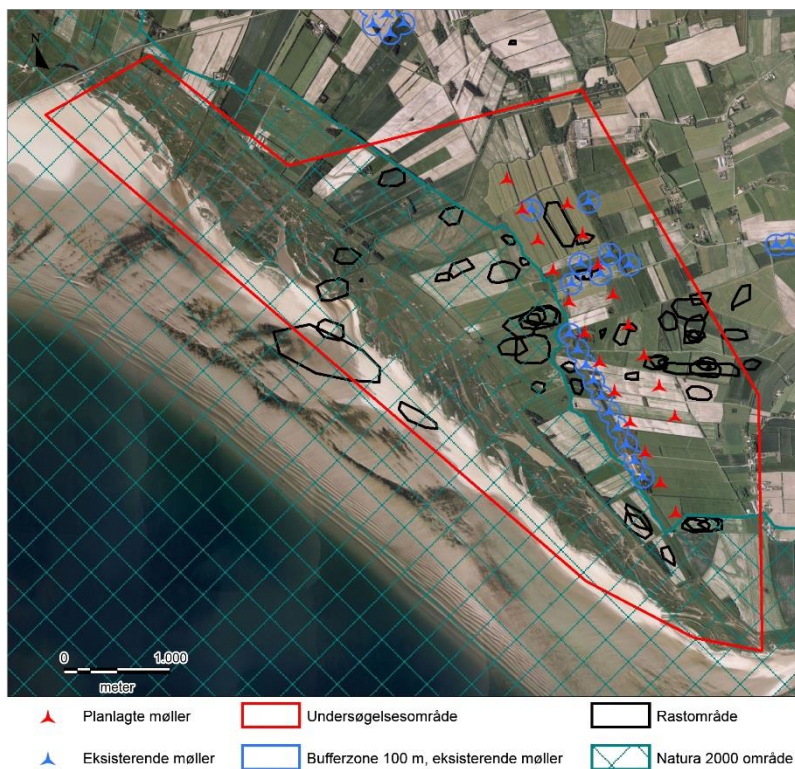 N
0 1.000
meter
Planlagte møller Undersøgelsesområde Rastområde
Eksisterende møller Bufferzone 100 m, eksisterende møller Natura 2000 område